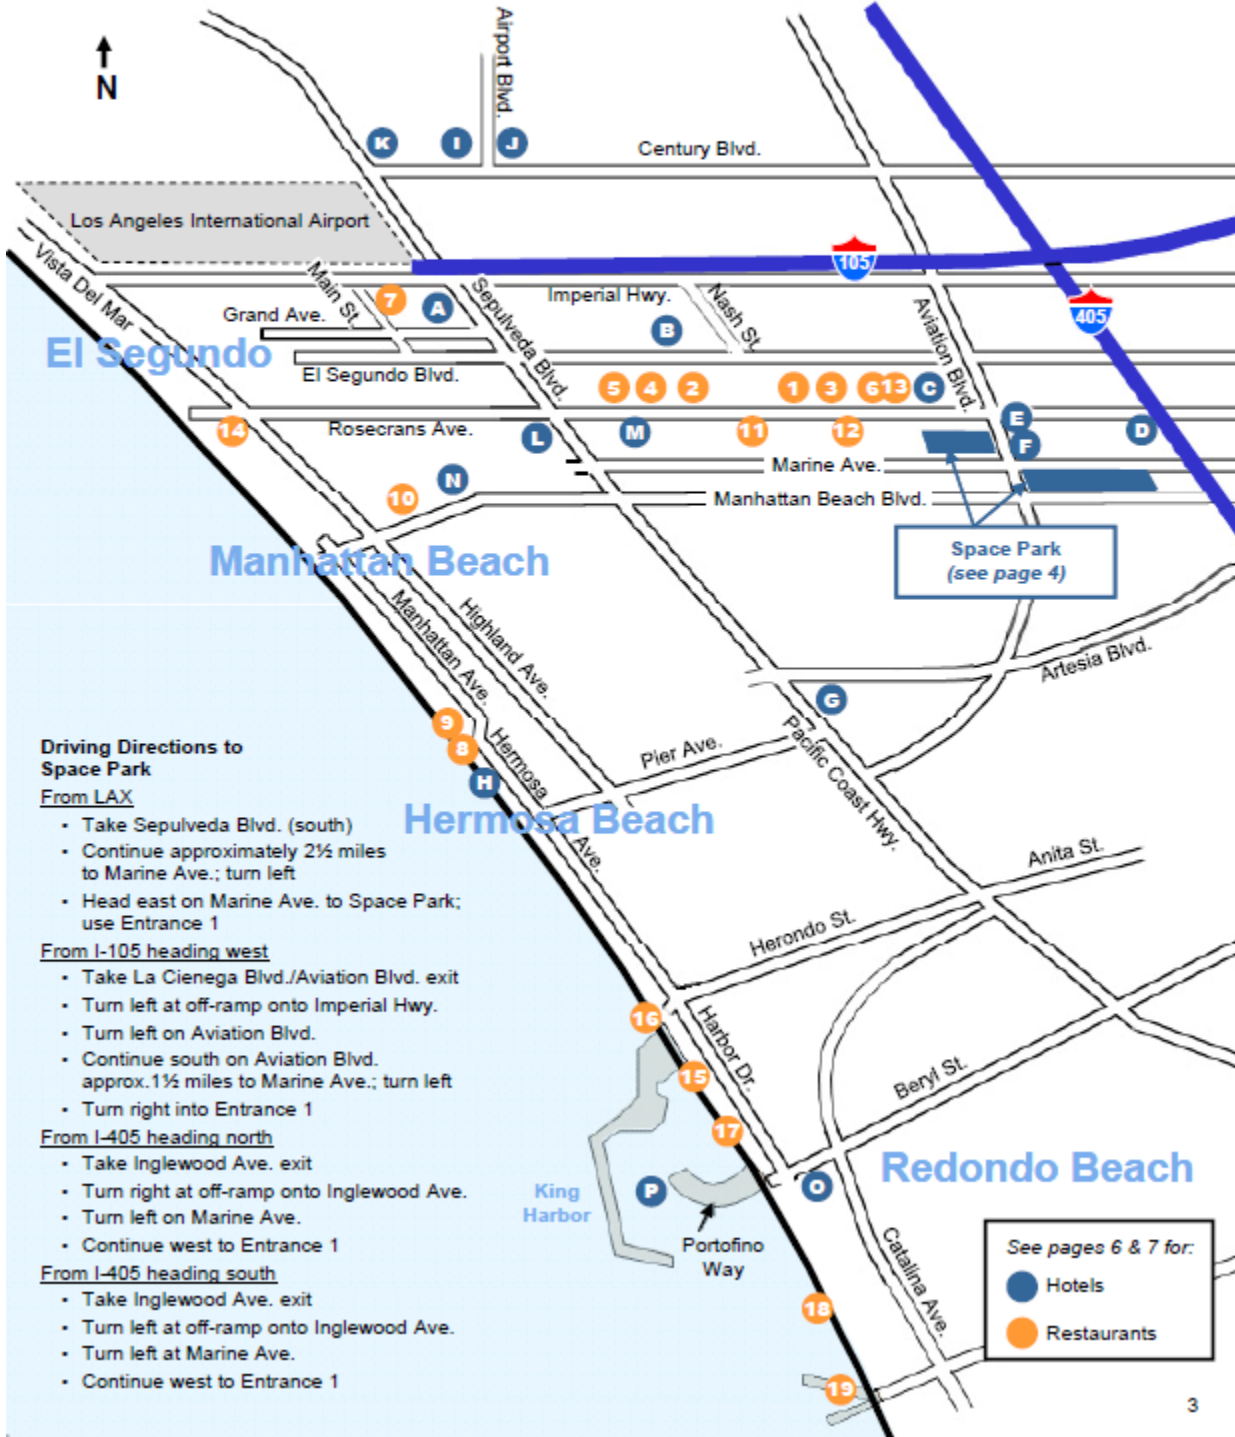 N
Airport Blvd.
K
I
J
Century Blvd.
Los Angeles International Airport
105
Vista Del Mar
Main St.
7
A
Sepulveda Blvd.
Imperial Hwy.
Nash St.
Aviation Blvd.
405
Grand Ave.
B
El Segundo
El Segundo Blvd.
5
4
2
1
3
6
13
C
14
Rosecrans Ave.
L
M
11
12
E
F
D
Marine Ave.
N
10
Manhattan Beach Blvd.
Space Park
(see page 4)
Manhattan Beach
Manhattan Ave.
Highland Ave.
Artesia Blvd.
G
9
8
H
Hermosa
Ave.
Pier Ave.
Pacific Coast Hwy.
Hermosa Beach
Anita St.
Herondo St.
16
Harbor Dr.
15
17
Beryl St.
Redondo Beach
King
Harbor
P
O
Portofino
Way
Catalina Ave.
18
19
Driving Directions to
Space Park
From LAX
• Take Sepulveda Blvd. (south)
• Continue approximately 2½ miles
to Marine Ave.; turn left
• Head east on Marine Ave. to Space Park;
use Entrance 1
From I-105 heading west
• Take La Cienega Blvd./Aviation Blvd. exit
• Turn left at off-ramp onto Imperial Hwy.
• Turn left on Aviation Blvd.
• Continue south on Aviation Blvd.
approx.1½ miles to Marine Ave.; turn left
• Turn right into Entrance 1
From I-405 heading north
• Take Inglewood Ave. exit
• Turn right at off-ramp onto Inglewood Ave.
• Turn left on Marine Ave.
• Continue west to Entrance 1
From I-405 heading south
• Take Inglewood Ave. exit
• Turn left at off-ramp onto Inglewood Ave.
• Turn left at Marine Ave.
• Continue west to Entrance 1
See pages 6 & 7 for:
Hotels
Restaurants
3